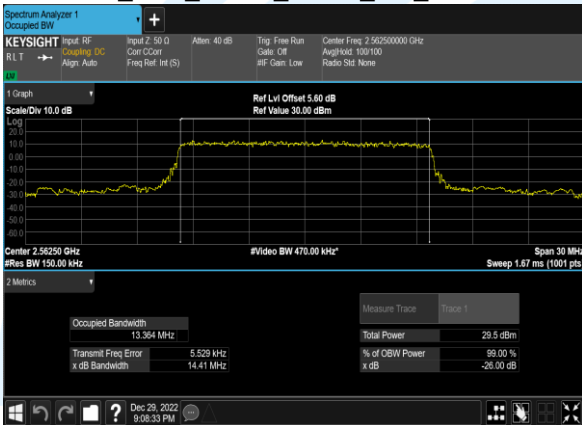 Spectrum Analyzer 1
Occupied BW
KEYSIGHT
RLT
LXI
Input: RF
Coupling: DC
Align: Auto
Input Z: 50 Ω
Corr CCorr
Freq Ref: Int (S)
Atten: 40 dB
Trig: Free Run
Gate: Off
#IF Gain: Low
Center Freq: 2.562500000 GHz
Avg|Hold: 100/100
Radio Std: None
1 Graph
Scale/Div 10.0 dB
Ref Lvl Offset 5.60 dB
Ref Value 30.00 dBm
Log
20.0
10.0
0.00
-10.0
-20.0
-30.0
-40.0
-50.0
-60.0
Center 2.56250 GHz
#Res BW 150.00 kHz
#Video BW 470.00 kHz*
Span 30 MHz
Sweep 1.67 ms (1001 pts
2 Metrics
Measure Trace
Trace 1
Occupied Bandwidth
13.364 MHz
Total Power
29.5 dBm
Transmit Freq Error
5.529 kHz
% of OBW Power
99.00 %
x dB Bandwidth
14.41 MHz
x dB
-26.00 dB
Dec 29, 2022
9:08:33 PM